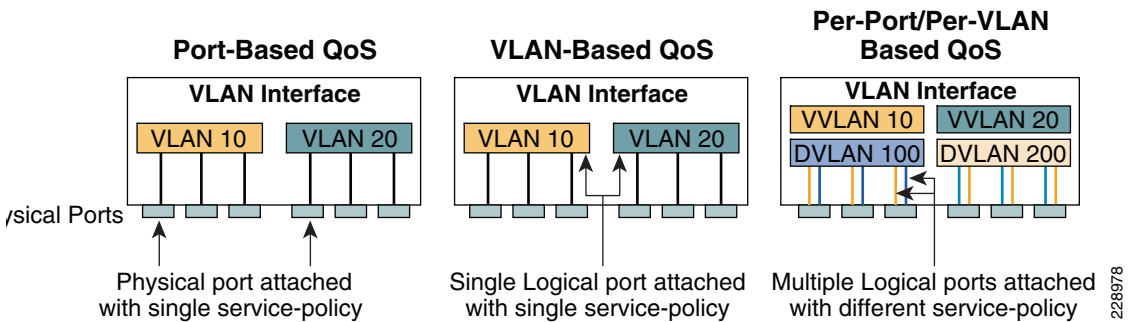 Port-Based QoS
VLAN-Based QoS
Per-Port/Per-VLAN
Based QoS
VLAN Interface
VLAN Interface
VLAN Interface
VLAN 10
VLAN 20
VLAN 10
VLAN 20
VVLAN 10
VVLAN 20
DVLAN 100
DVLAN 200
ysical Ports
Physical port attached
with single service-policy
Single Logical port attached
with single service-policy
Multiple Logical ports attached
with different service-policy
228978